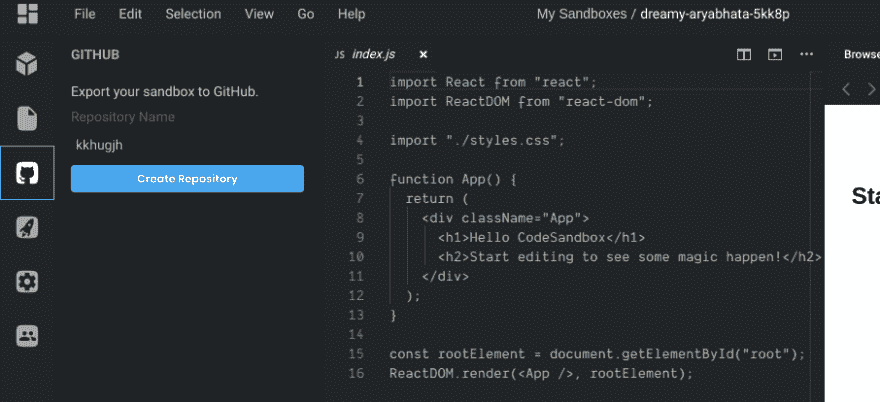 File Edit Selection View Go Help My Sandboxes / dreamy-aryabhata-5kk8p
GITHUB
Export your sandbox to GitHub.
Repository Name
kkhugjh
Create Repository
JS index.js ×
Browse
1 import React from "react";
2 import ReactDOM from "react-dom";
3
4 import "./styles.css";
5
6 function App() {
7 return (
8 <div className="App">
9 <h1>Hello CodeSandbox</h1>
10 <h2>Start editing to see some magic happen!</h2>
11 </div>
12 );
13 }
14
15 const rootElement = document.getElementById("root");
16 ReactDOM.render(<App />, rootElement);
Sta